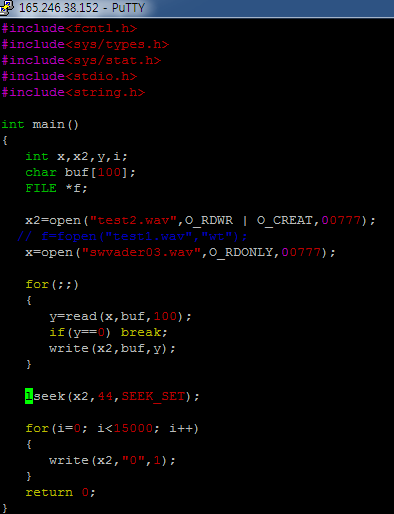 165.246.38.152 - PuTTY
#include<fcntl.h>
#include<sys/types.h>
#include<sys/stat.h>
#include<stdio.h>
#include<string.h>
int main()
{
int x,x2,y,i;
char buf[100];
FILE *f;
x2=open("test2.wav",O_RDWR | O_CREAT,00777);
// f=fopen("test1.wav","wt");
x=open("swvader03.wav",O_RDONLY,00777);
for(;;)
{
y=read(x,buf,100);
if(y==0) break;
write(x2,buf,y);
}
lseek(x2,44,SEEK_SET);
for(i=0; i<15000; i++)
{
write(x2,"0",1);
}
return 0;
}